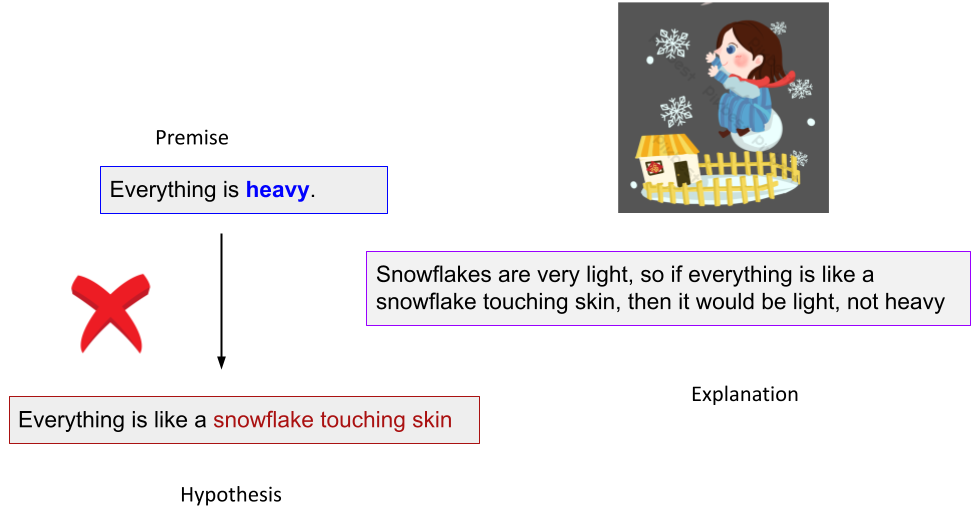 Premise
Everything is heavy.
Snowflakes are very light, so if everything is like a
snowflake touching skin, then it would be light, not heavy
Explanation
Everything is like a snowflake touching skin
Hypothesis